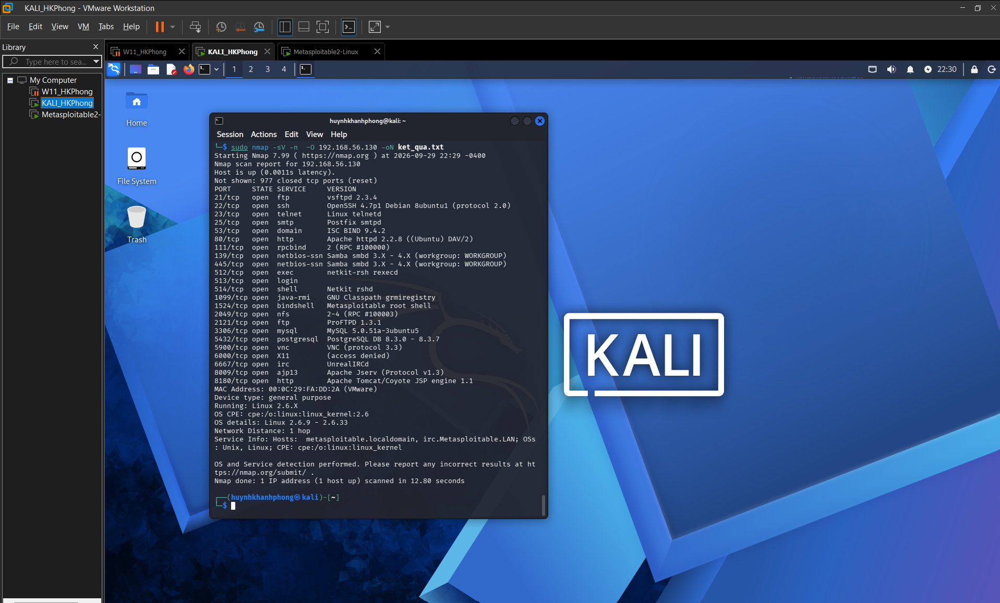 KALI_HKPhong - VMware Workstation
File Edit View VM Tabs Help
Library
Type here to sea...
My Computer
W11_HKPhong
KALI_HKPhong
Metasploitable2-
W11_HKPhong
KALI_HKPhong
Metasploitable2-Linux
1 2 3 4
22:30
Home
File System
Trash
huynhkhanhphong@kali: ~
Session Actions Edit View Help
└─$ sudo nmap -sV -n  -O 192.168.56.130 -oN ket_qua.txt
Starting Nmap 7.99 ( https://nmap.org ) at 2026-09-29 22:29 -0400
Nmap scan report for 192.168.56.130
Host is up (0.0011s latency).
Not shown: 977 closed tcp ports (reset)
PORT     STATE SERVICE     VERSION
21/tcp   open  ftp         vsftpd 2.3.4
22/tcp   open  ssh         OpenSSH 4.7p1 Debian 8ubuntu1 (protocol 2.0)
23/tcp   open  telnet      Linux telnetd
25/tcp   open  smtp        Postfix smtpd
53/tcp   open  domain      ISC BIND 9.4.2
80/tcp   open  http        Apache httpd 2.2.8 ((Ubuntu) DAV/2)
111/tcp  open  rpcbind     2 (RPC #100000)
139/tcp  open  netbios-ssn Samba smbd 3.X - 4.X (workgroup: WORKGROUP)
445/tcp  open  netbios-ssn Samba smbd 3.X - 4.X (workgroup: WORKGROUP)
512/tcp  open  exec        netkit-rsh rexecd
513/tcp  open  login
514/tcp  open  shell       Netkit rshd
1099/tcp open  java-rmi    GNU Classpath grmiregistry
1524/tcp open  bindshell   Metasploitable root shell
2049/tcp open  nfs         2-4 (RPC #100003)
2121/tcp open  ftp         ProFTPD 1.3.1
3306/tcp open  mysql       MySQL 5.0.51a-3ubuntu5
5432/tcp open  postgresql  PostgreSQL DB 8.3.0 - 8.3.7
5900/tcp open  vnc         VNC (protocol 3.3)
6000/tcp open  X11         (access denied)
6667/tcp open  irc         UnrealIRCd
8009/tcp open  ajp13       Apache Jserv (Protocol v1.3)
8180/tcp open  http        Apache Tomcat/Coyote JSP engine 1.1
MAC Address: 00:0C:29:FA:DD:2A (VMware)
Device type: general purpose
Running: Linux 2.6.X
OS CPE: cpe:/o:linux:linux_kernel:2.6
OS details: Linux 2.6.9 - 2.6.33
Network Distance: 1 hop
Service Info: Hosts:  metasploitable.localdomain, irc.Metasploitable.LAN; OSs
: Unix, Linux; CPE: cpe:/o:linux:linux_kernel
OS and Service detection performed. Please report any incorrect results at ht
tps://nmap.org/submit/ .
Nmap done: 1 IP address (1 host up) scanned in 12.80 seconds
┌──(huynhkhanhphong㉿kali)-[~]
└─$
KALI